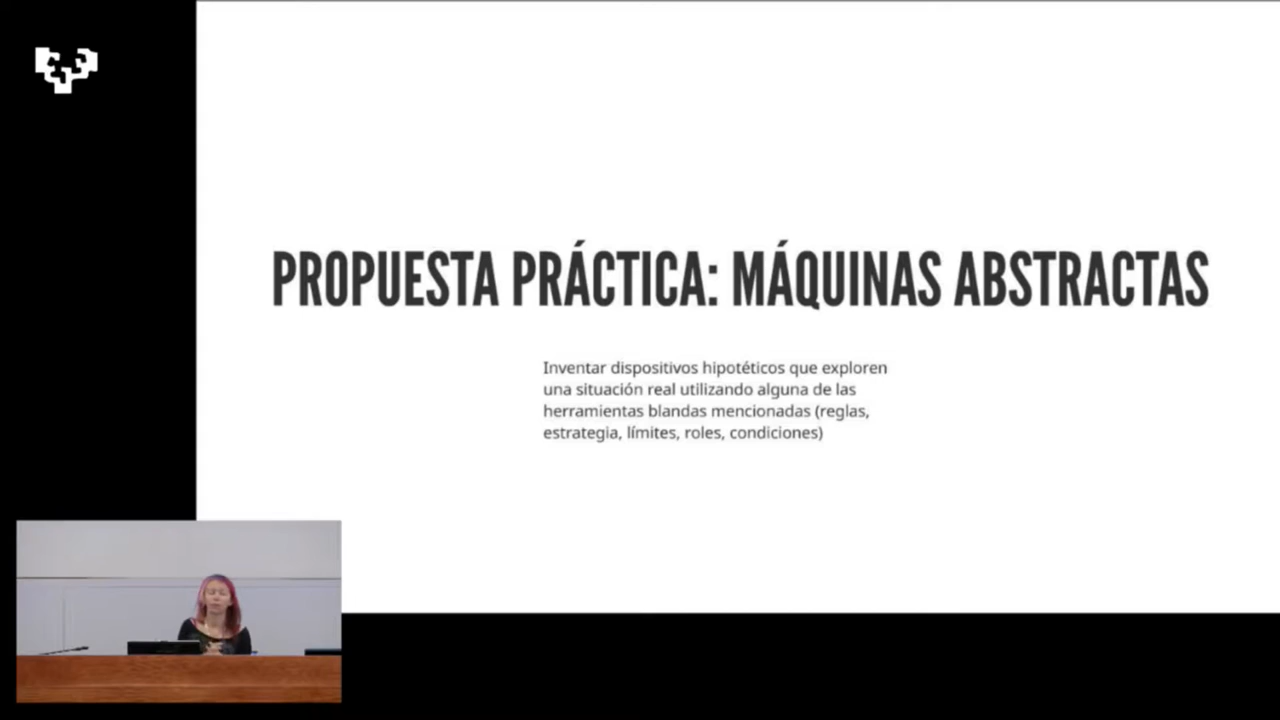 PROPUESTA PRÁCTICA: MÁQUINAS ABSTRACTAS
Inventar dispositivos hipotéticos que exploren
una situación real utilizando alguna de las
herramientas blandas mencionadas (reglas,
estrategia, límites, roles, condiciones)